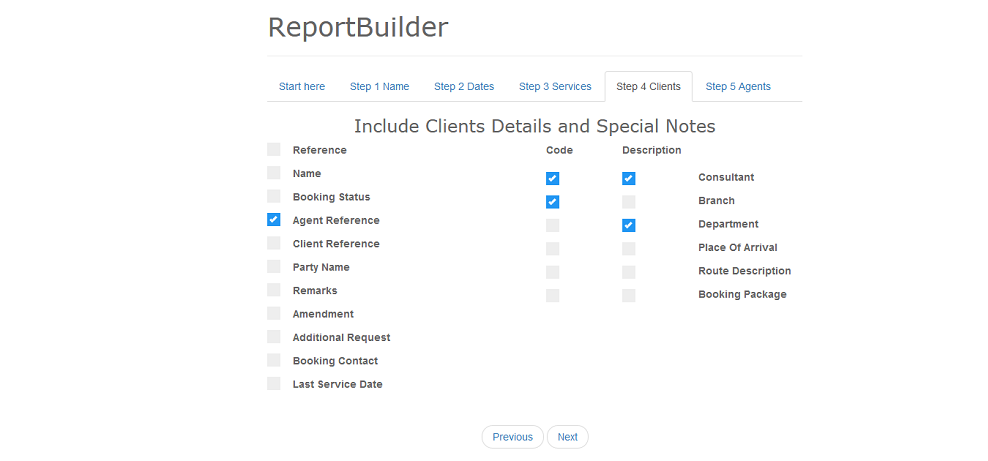 ReportBuilder
Start here Step 1 Name Step 2 Dates Step 3 Services Step 4 Clients Step 5 Agents
Include Clients Details and Special Notes
Reference Code Description
Name Consultant
Booking Status Branch
Agent Reference Department
Client Reference Place Of Arrival
Party Name Route Description
Remarks Booking Package
Amendment
Additional Request
Booking Contact
Last Service Date
Previous Next